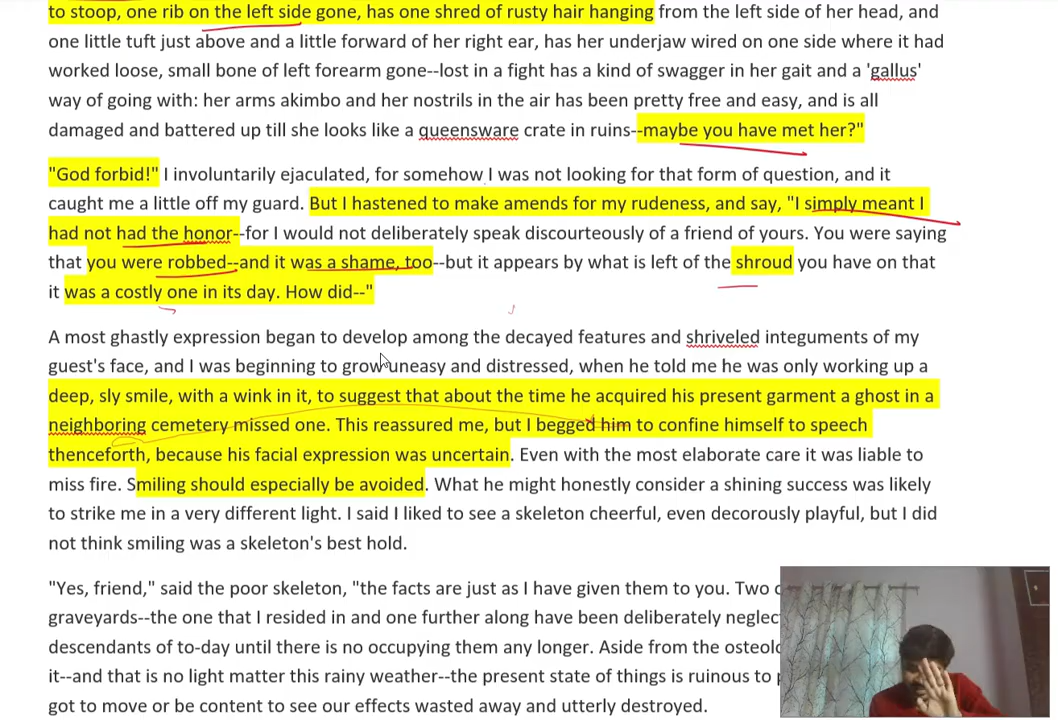 to stoop, one rib on the left side gone, has one shred of rusty hair hanging from the left side of her head, and
one little tuft just above and a little forward of her right ear, has her underjaw wired on one side where it had
worked loose, small bone of left forearm gone--lost in a fight has a kind of swagger in her gait and a 'gallus'
way of going with: her arms akimbo and her nostrils in the air has been pretty free and easy, and is all
damaged and battered up till she looks like a queensware crate in ruins--maybe you have met her?"
"God forbid!" I involuntarily ejaculated, for somehow I was not looking for that form of question, and it
caught me a little off my guard. But I hastened to make amends for my rudeness, and say, "I simply meant I
had not had the honor--for I would not deliberately speak discourteously of a friend of yours. You were saying
that you were robbed--and it was a shame, too--but it appears by what is left of the shroud you have on that
it was a costly one in its day. How did--"
A most ghastly expression began to develop among the decayed features and shriveled integuments of my
guest's face, and I was beginning to grow uneasy and distressed, when he told me he was only working up a
deep, sly smile, with a wink in it, to suggest that about the time he acquired his present garment a ghost in a
neighboring cemetery missed one. This reassured me, but I begged him to confine himself to speech
thenceforth, because his facial expression was uncertain. Even with the most elaborate care it was liable to
miss fire. Smiling should especially be avoided. What he might honestly consider a shining success was likely
to strike me in a very different light. I said I liked to see a skeleton cheerful, even decorously playful, but I did
not think smiling was a skeleton's best hold.
"Yes, friend," said the poor skeleton, "the facts are just as I have given them to you. Two
graveyards--the one that I resided in and one further along have been deliberately
descendants of to-day until there is no occupying them any longer. Aside from the
it--and that is no light matter this rainy weather--the present state of things is ruinous to
got to move or be content to see our effects wasted away and utterly destroyed.